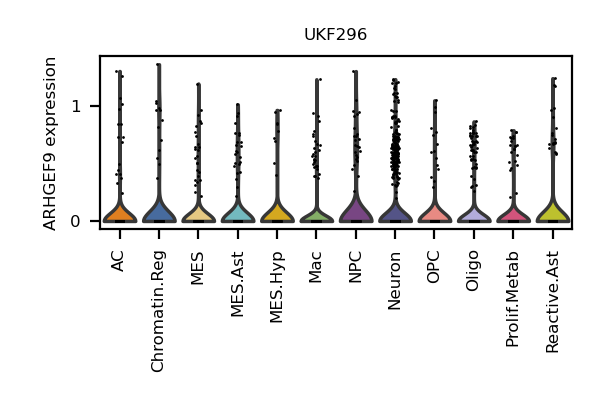 UKF296
ARHGEF9 expression
1
0
AC
Chromatin.Reg
MES
MES.Ast
MES.Hyp
Mac
NPC
Neuron
OPC
Oligo
Prolif.Metab
Reactive.Ast